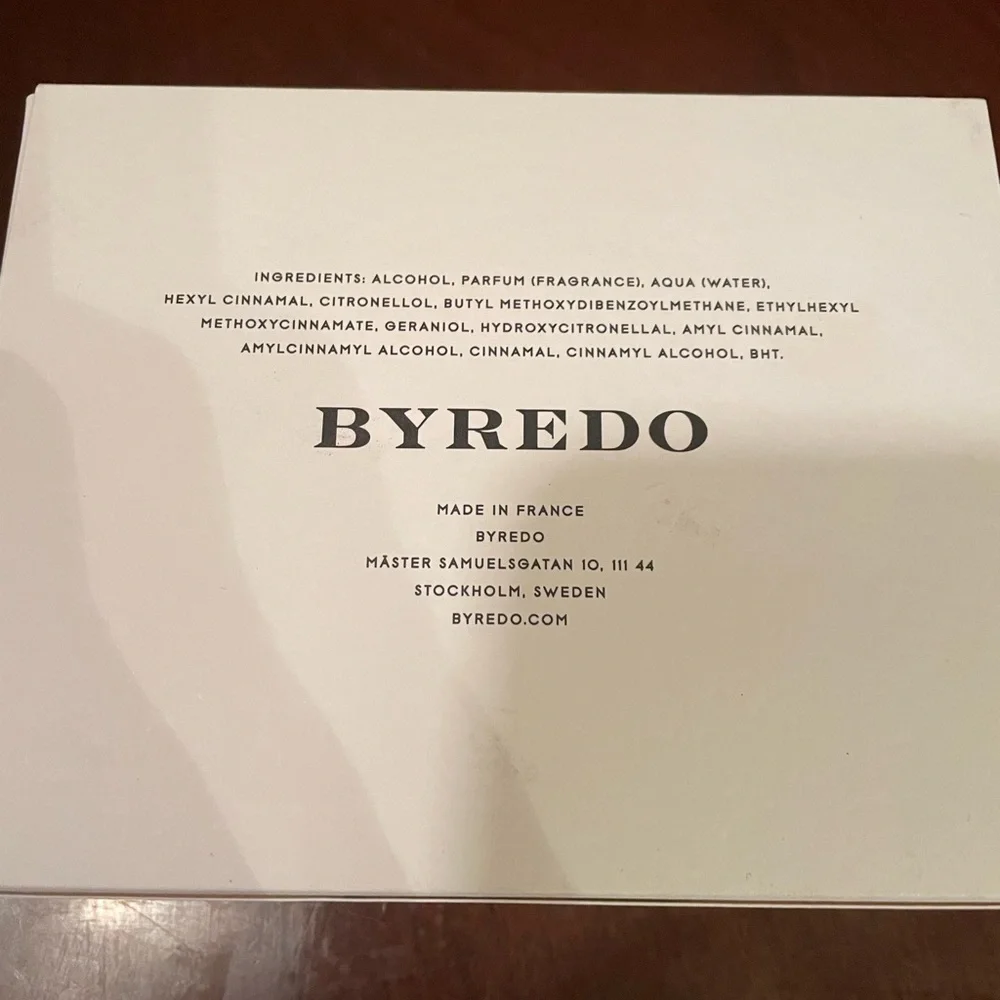 INGREDIENTS: ALCOHOL, PARFUM (FRAGRANCE), AQUA (WATER),
HEXYL CINNAMAL, CITRONELLOL, BUTYL METHOXYDIBENZOYLMETHANE, ETHYLHEXYL
METHOXYCINNAMATE, GERANIOL, HYDROXYCITRONELLAL, AMYL CINNAMAL,
AMYLCINNAMYL ALCOHOL, CINNAMAL, CINNAMYL ALCOHOL, BHT.
BYREDO
MADE IN FRANCE
BYREDO
MÄSTER SAMUELSGATAN 10, 111 44
STOCKHOLM, SWEDEN
BYREDO.COM